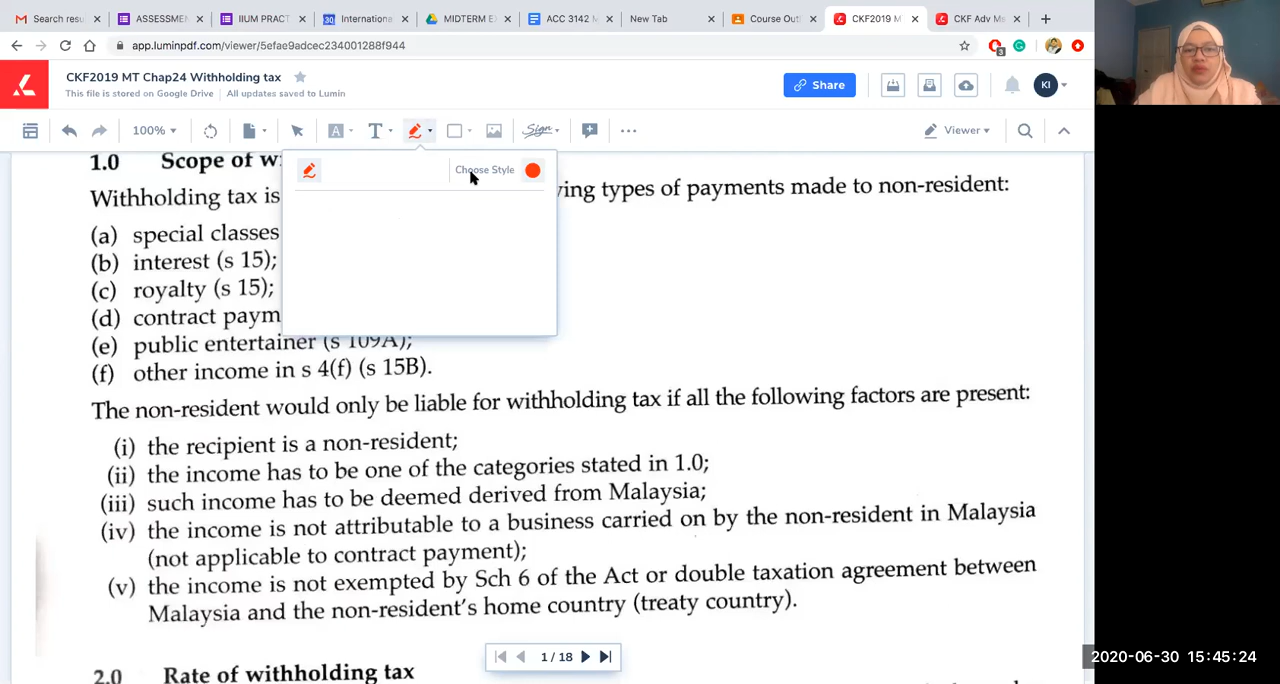 Search resu
ASSESSMEN
IIUM PRACT
30 Internationa
MIDTERM E
ACC 3142 M
New Tab
Course Out
CKF2019 M
CKF Adv Ms
app.luminpdf.com/viewer/5efae9adcec234001288f944
3
CKF2019 MT Chap24 Withholding tax
This file is stored on Google Drive | All updates saved to Lumin
Share
KI
100%
A
T
Sign
Viewer
Choose Style
1.0 Scope of w
Withholding tax is
ing types of payments made to non-resident:
(a) special classes
(b) interest (s 15);
(c) royalty (s 15);
(d) contract paym
(e) public entertainer (s 109A);
(f) other income in s 4(f) (s 15B).
The non-resident would only be liable for withholding tax if all the following factors are present:
(i) the recipient is a non-resident;
(ii) the income has to be one of the categories stated in 1.0;
(iii) such income has to be deemed derived from Malaysia;
(iv) the income is not attributable to a business carried on by the non-resident in Malaysia
(not applicable to contract payment);
(v) the income is not exempted by Sch 6 of the Act or double taxation agreement between
Malaysia and the non-resident's home country (treaty country).
1 / 18
2.0 Rate of withholding tax
2020-06-30 15:45:24